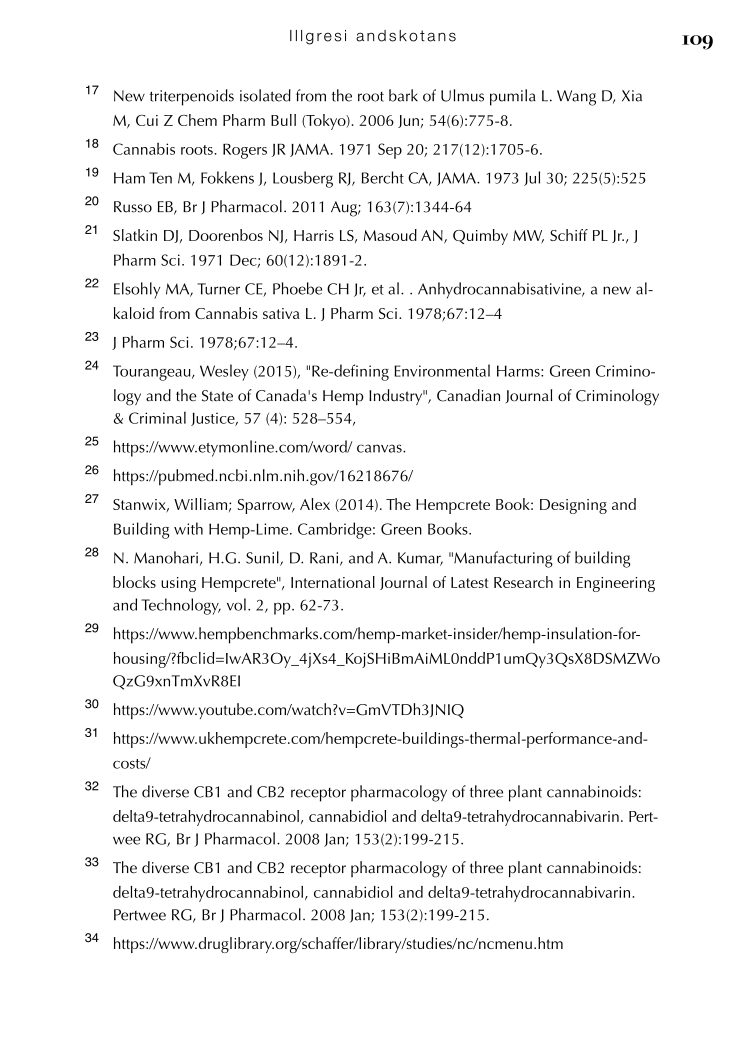 Illgresi andskotans
109
17 New triterpenoids isolated from the root bark of Ulmus pumila L. Wang D, Xia
M, Cui Z Chem Pharm Bull (Tokyo). 2006 Jun; 54(6):775-8.
18 Cannabis roots. Rogers JR JAMA. 1971 Sep 20; 217(12):1705-6.
19 Ham Ten M, Fokkens J, Lousberg RJ, Bercht CA, JAMA. 1973 Jul 30; 225(5):525
20 Russo EB, Br J Pharmacol. 2011 Aug; 163(7):1344-64
21 Slatkin DJ, Doorenbos NJ, Harris LS, Masoud AN, Quimby MW, Schiff PL Jr., J
Pharm Sci. 1971 Dec; 60(12):1891-2.
22 Elsohly MA, Turner CE, Phoebe CH Jr, et al. . Anhydrocannabisativine, a new al-
kaloid from Cannabis sativa L. J Pharm Sci. 1978;67:12–4
23 J Pharm Sci. 1978;67:12–4.
24 Tourangeau, Wesley (2015), "Re-defining Environmental Harms: Green Crimino-
logy and the State of Canada's Hemp Industry", Canadian Journal of Criminology
& Criminal Justice, 57 (4): 528–554,
25 https://www.etymonline.com/word/ canvas.
26 https://pubmed.ncbi.nlm.nih.gov/16218676/
27 Stanwix, William; Sparrow, Alex (2014). The Hempcrete Book: Designing and
Building with Hemp-Lime. Cambridge: Green Books.
28 N. Manohari, H.G. Sunil, D. Rani, and A. Kumar, "Manufacturing of building
blocks using Hempcrete", International Journal of Latest Research in Engineering
and Technology, vol. 2, pp. 62-73.
29 https://www.hempbenchmarks.com/hemp-market-insider/hemp-insulation-for-
housing/?fbclid=IwAR3Oy_4jXs4_KojSHiBmAiML0nddP1umQy3QsX8DSMZWo
QzG9xnTmXvR8EI
30 https://www.youtube.com/watch?v=GmVTDh3JNIQ
31 https://www.ukhempcrete.com/hempcrete-buildings-thermal-performance-and-
costs/
32 The diverse CB1 and CB2 receptor pharmacology of three plant cannabinoids:
delta9-tetrahydrocannabinol, cannabidiol and delta9-tetrahydrocannabivarin. Pert-
wee RG, Br J Pharmacol. 2008 Jan; 153(2):199-215.
33 The diverse CB1 and CB2 receptor pharmacology of three plant cannabinoids:
delta9-tetrahydrocannabinol, cannabidiol and delta9-tetrahydrocannabivarin.
Pertwee RG, Br J Pharmacol. 2008 Jan; 153(2):199-215.
34 https://www.druglibrary.org/schaffer/library/studies/nc/ncmenu.htm